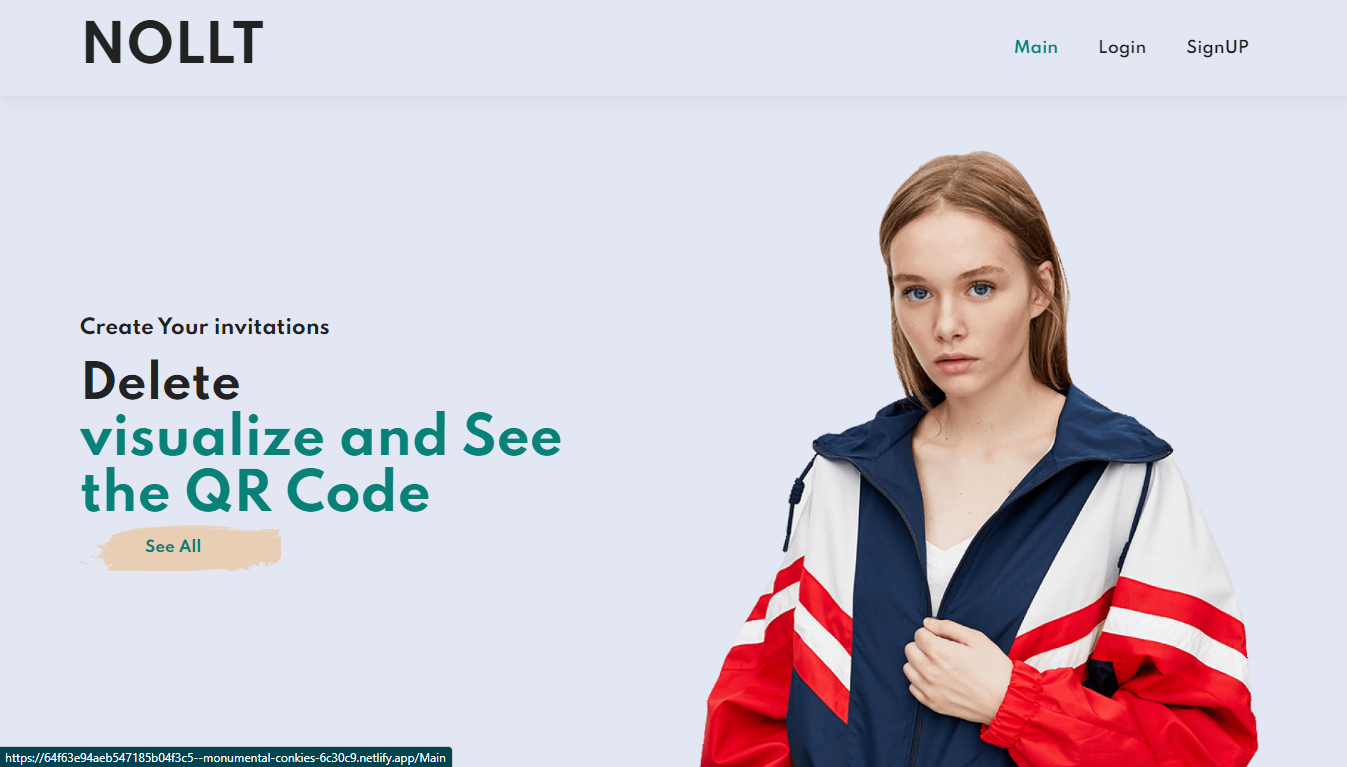 NOLLT
Main
Login
SignUP
Create Your invitations
Delete
visualize and See
the QR Code
See All
https://64f63e94aeb547185b04f3c5--monumental-conkies-6c30c9.netlify.app/Main